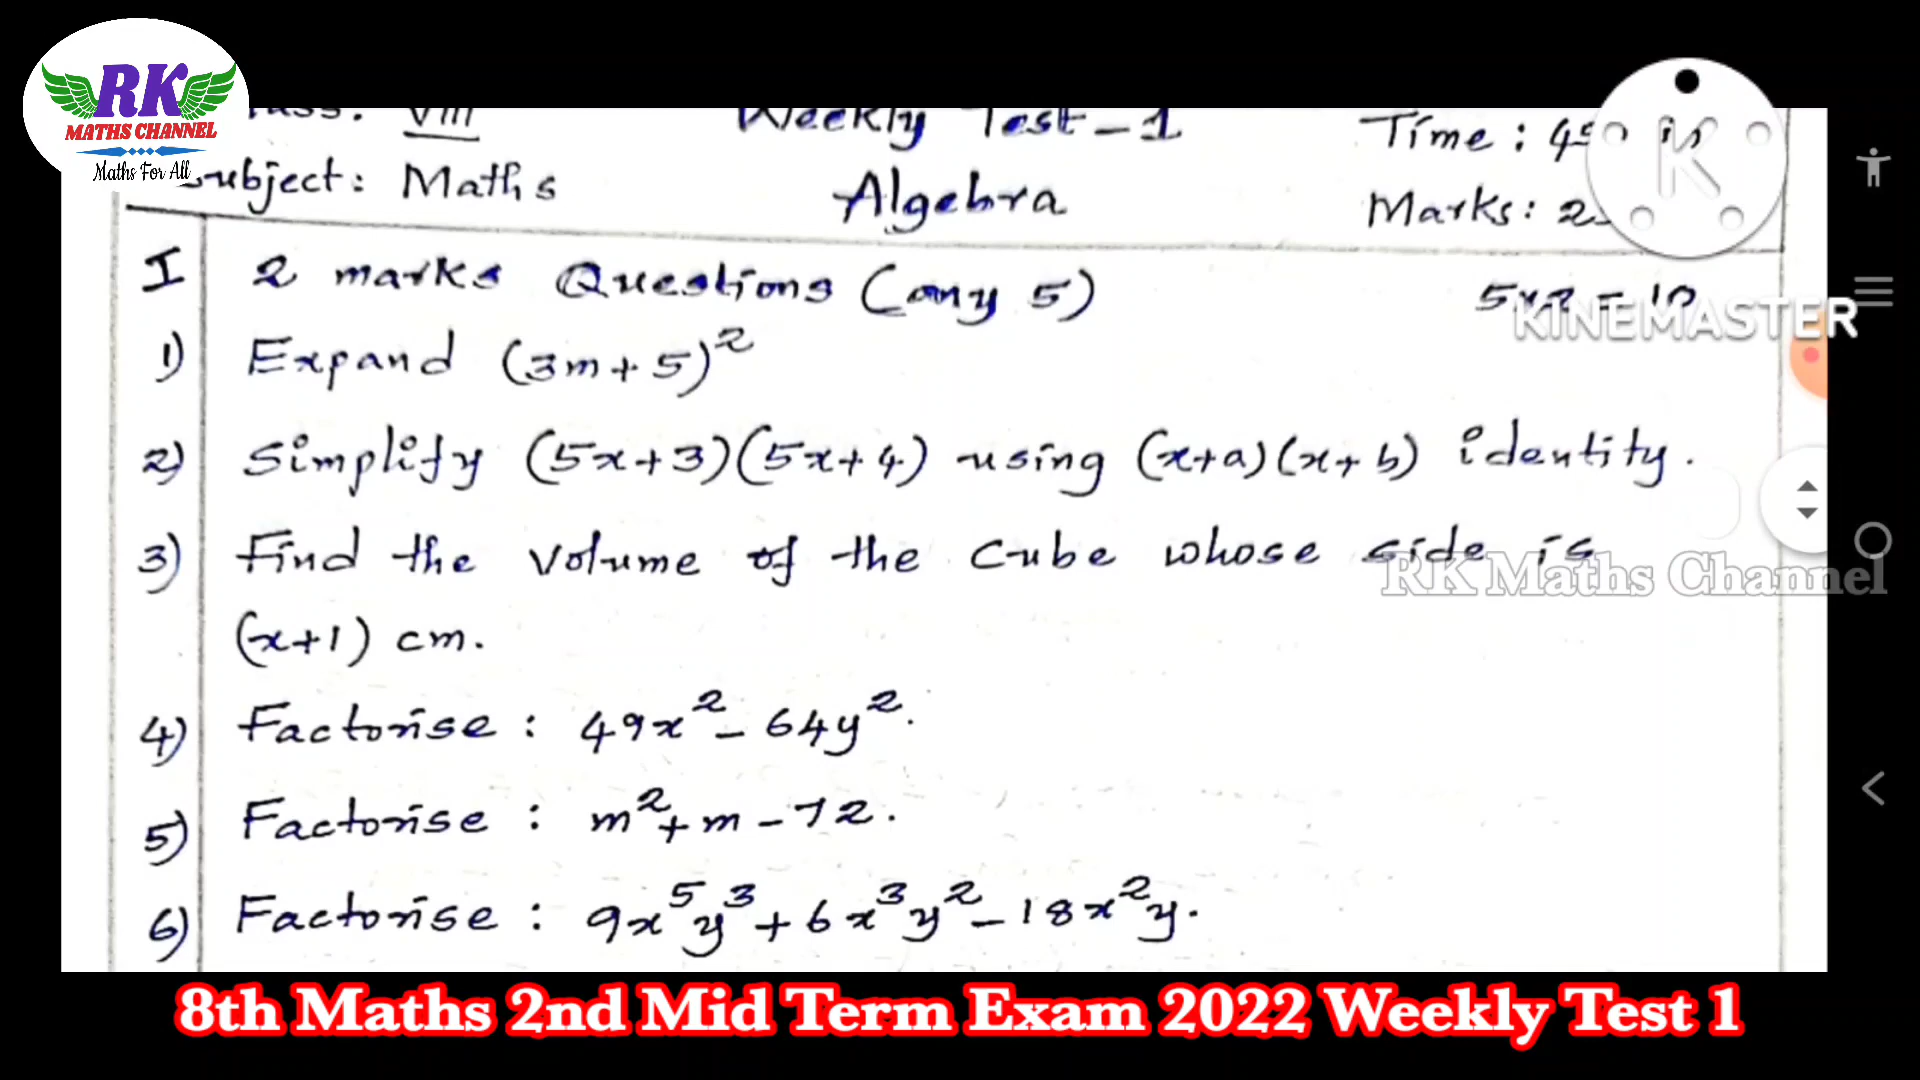 RK
MATHS CHANNEL
Maths For All
VIII
Weekly Test-1
Time :
Subject: Maths
Algebra
Marks:
I 2 marks Questions (any 5) 5x2=10
KINEMASTER
1) Expand (3m+5)²
2) Simplify (5x+3)(5x+4) using (x+a)(x+b) identity.
3) Find the Volume of the Cube whose side is
RK Maths Channel
(x+1) cm.
4) Factorise : 49x²-64y².
5) Factorise : m²+m-72.
6) Factorise : 9x⁵y³+6x³y²-18x²y.
8th Maths 2nd Mid Term Exam 2022 Weekly Test 1